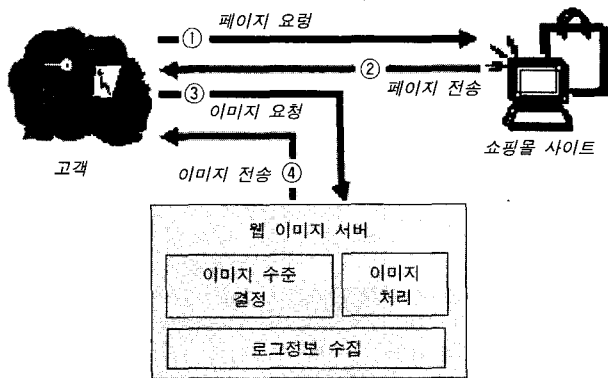 페이지 요렁
①
②
페이지 전송
③
이미지 요청
쇼핑몰 사이트
고객
이미지 전송 ④
웹 이미지 서버
이미지 수준
결정
이미지
처리
로그정보 수집